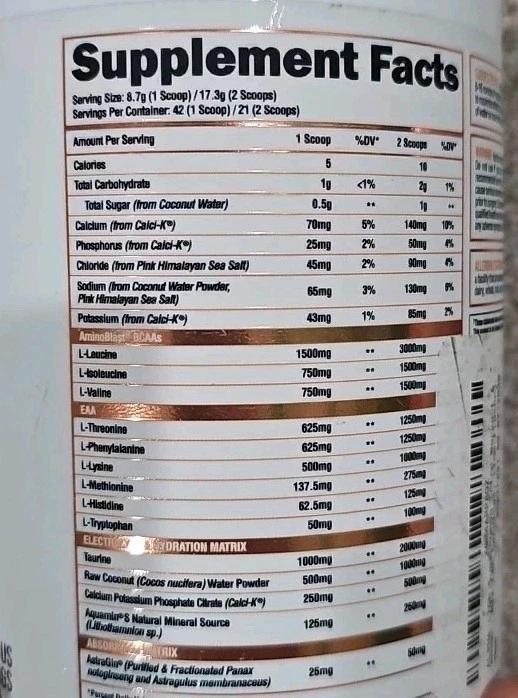 Supplement Facts
Serving Size: 8.7g (1 Scoop) / 17.3g (2 Scoops)
Servings Per Container: 42 (1 Scoop) / 21 (2 Scoops)
Amount Per Serving 1 Scoop %DV* 2 Scoops %DV*
Calories 5 10
Total Carbohydrate 1g <1% 2g 1%
Total Sugar (from Coconut Water) 0.5g ** 1g **
Calcium (from Calci-K®) 70mg 5% 140mg 10%
Phosphorus (from Calci-K®) 25mg 2% 50mg 4%
Chloride (from Pink Himalayan Sea Salt) 45mg 2% 90mg 4%
Sodium (from Coconut Water Powder,
Pink Himalayan Sea Salt) 65mg 3% 130mg 6%
Potassium (from Calci-K®) 43mg 1% 85mg 2%
AminoBlast® BCAAs
L-Leucine 1500mg ** 3000mg
L-Isoleucine 750mg ** 1500mg
L-Valine 750mg ** 1500mg
EAA
L-Threonine 625mg ** 1250mg
L-Phenylalanine 625mg ** 1250mg
L-Lysine 500mg ** 1000mg
L-Methionine 137.5mg ** 275mg
L-Histidine 62.5mg ** 125mg
L-Tryptophan 50mg ** 100mg
ELECT YDRATION MATRIX
Taurine 1000mg ** 2000mg
Raw Coconut (Cocos nucifera) Water Powder 500mg ** 1000mg
Calcium Potassium Phosphate Citrate (Calci-K®) 250mg ** 500mg
Aquamin® S Natural Mineral Source
(Lithothamnion sp.) 125mg ** 250mg
ABSOR TRIX
AstraGin® (Purified & Fractionated Panax
notoginseng and Astragulus membranaceus) 25mg ** 50mg
*Percent